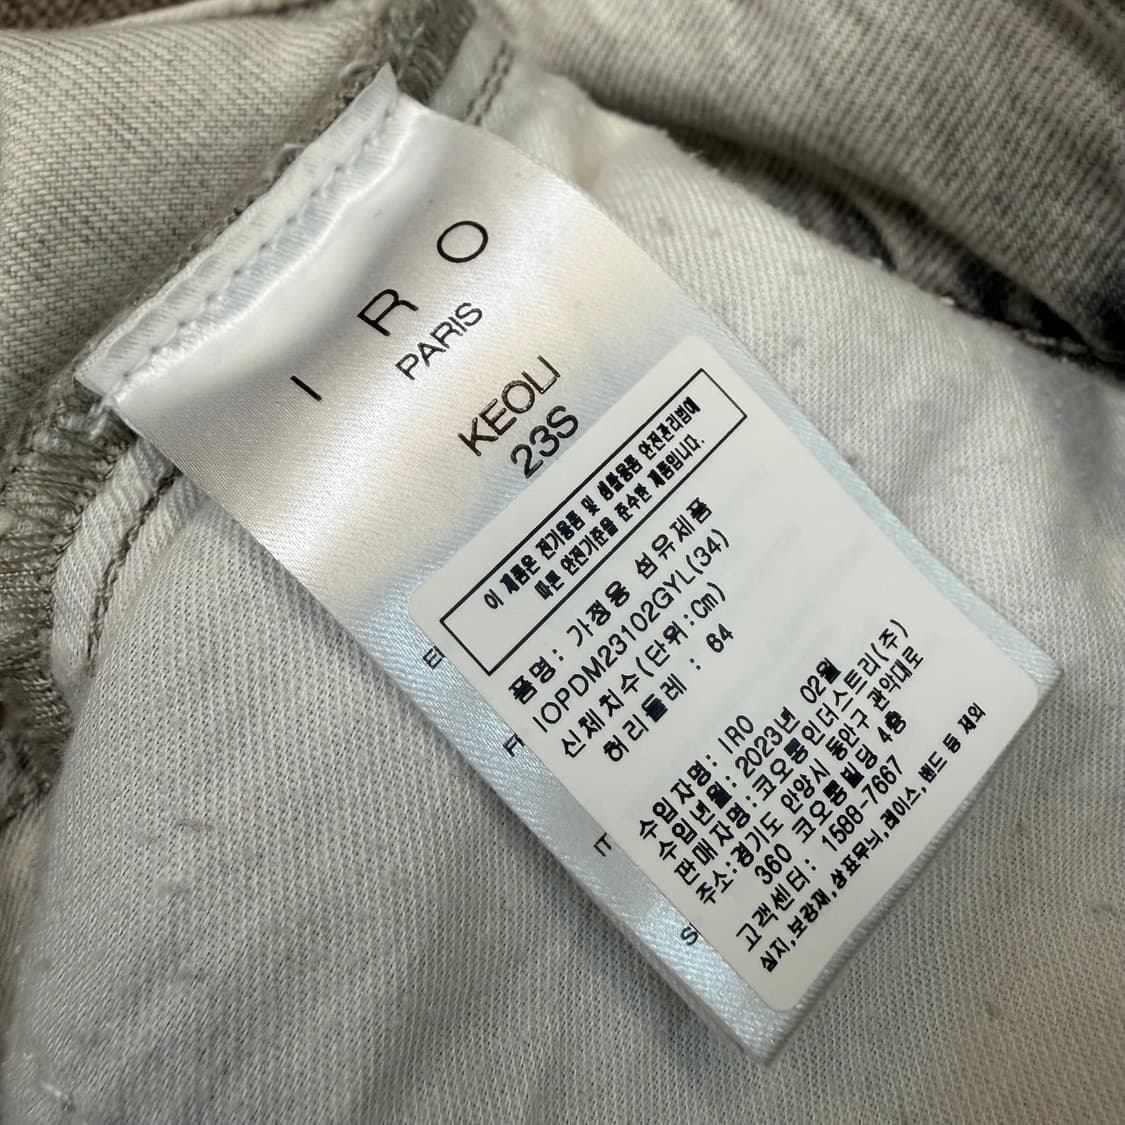 IRO
PARIS
KEOLI
23S
이 제품은 전기용품 및 생활용품 안전관리법에
따른 안전기준을 준수한 제품입니다.
품명: 가정용 섬유제품
IOPDM23102GYL(34)
신체치수(단위:Cm)
허리둘레 : 64
수입자명: IRO
수입년월: 2023년 02월
판매자명:코오롱인더스트리(주)
주소:경기도 안양시 동안구 관악대로
360 코오롱빌딩 4층
고객센터: 1588-7667
심지,보강재,상표무늬,레이스,밴드 등 제외
IT